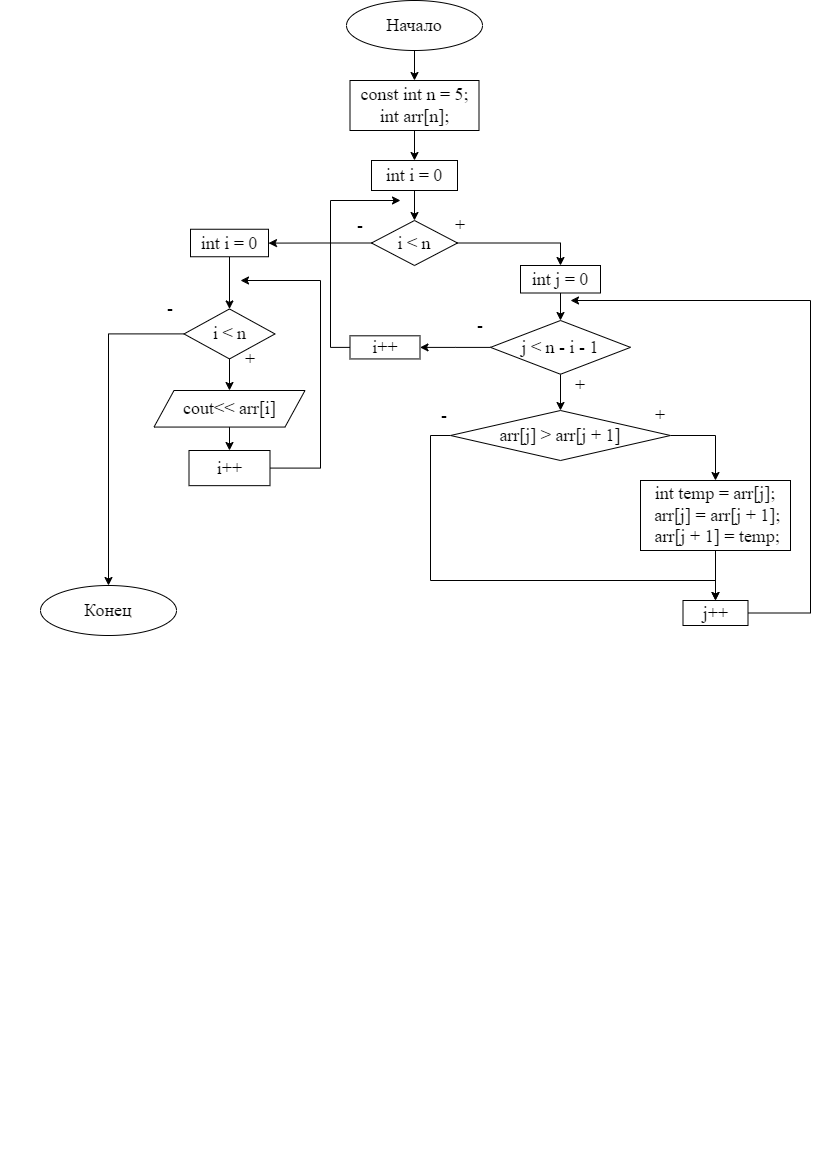 Начало
const int n = 5;
int arr[n];
int i = 0
-
+
i < n
int i = 0
int j = 0
-
i < n
+
-
i++
j < n - i - 1
+
cout<< arr[i]
i++
-
+
arr[j] > arr[j + 1]
int temp = arr[j];
arr[j] = arr[j + 1];
arr[j + 1] = temp;
j++
Конец